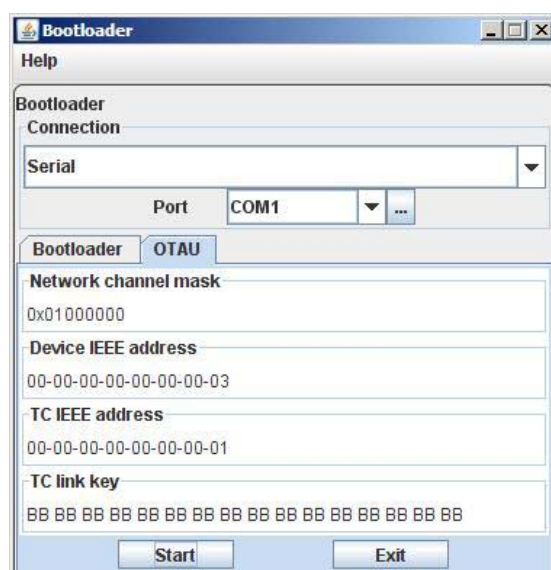 Bootloader
Help
Bootloader
Connection
Serial
Port COM1 ...
Bootloader OTAU
Network channel mask
0x01000000
Device IEEE address
00-00-00-00-00-00-00-03
TC IEEE address
00-00-00-00-00-00-00-01
TC link key
BB BB BB BB BB BB BB BB BB BB BB BB BB BB BB BB
Start Exit